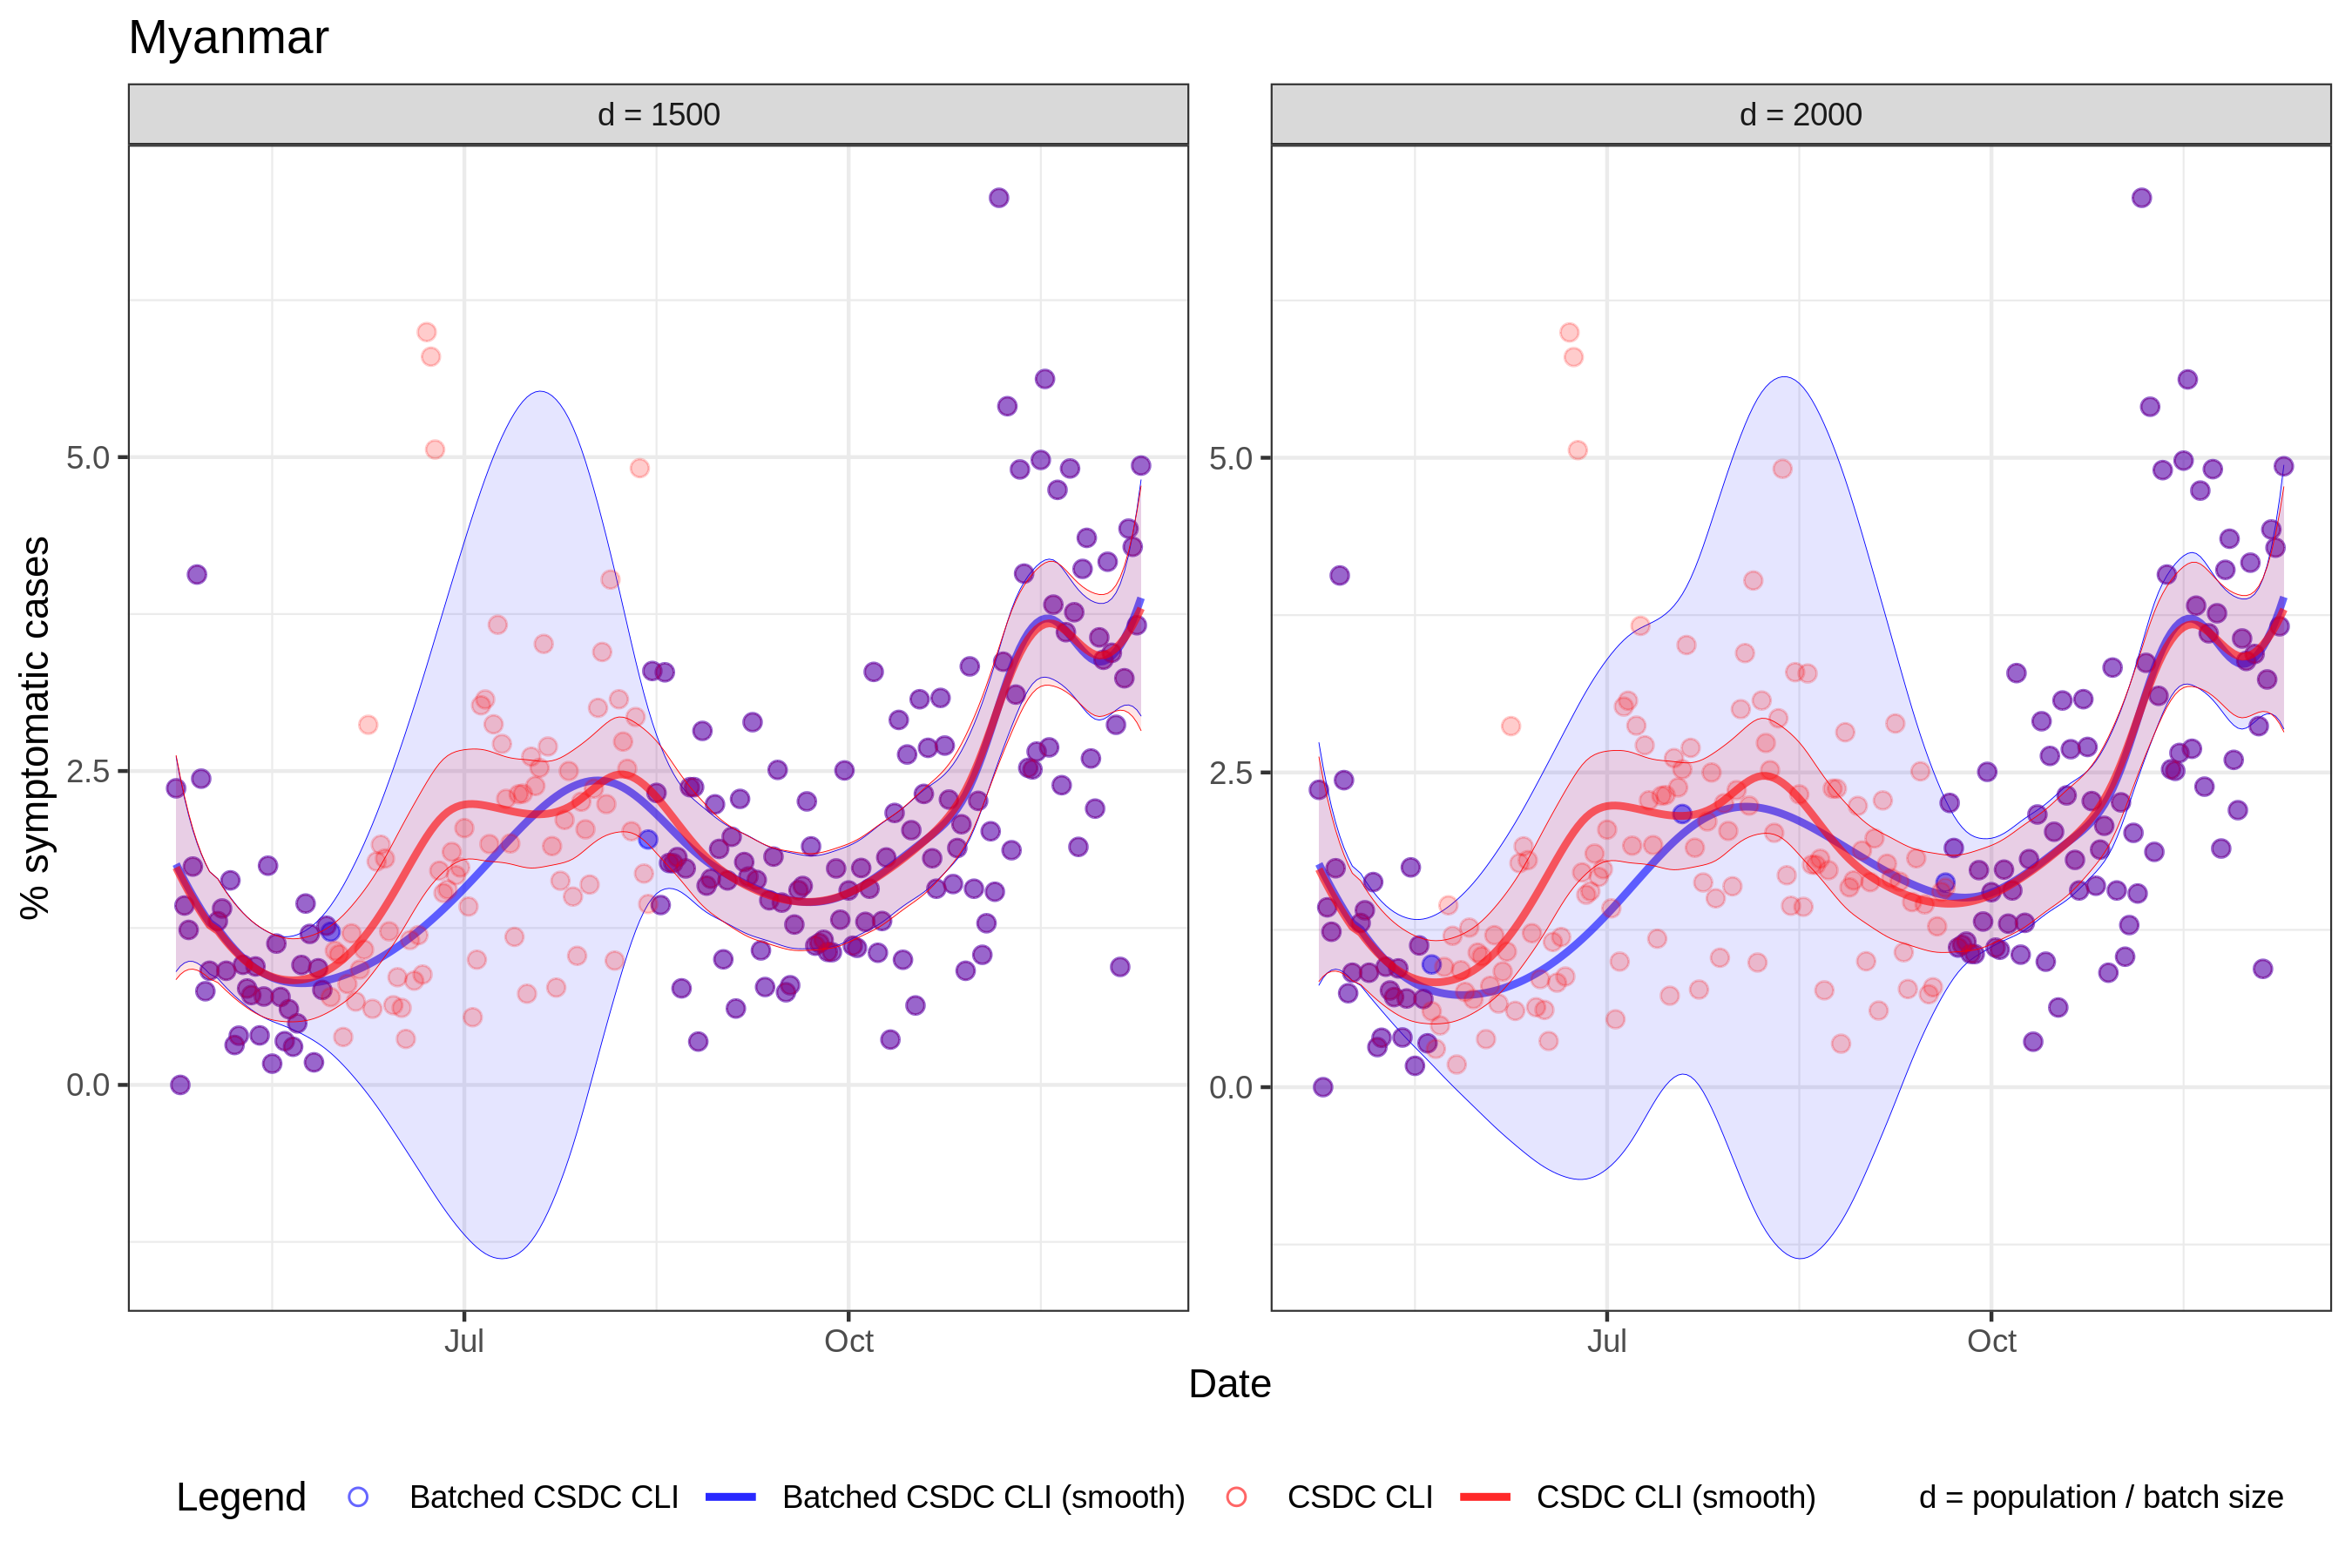 Myanmar
d = 1500
d = 2000
% symptomatic cases
5.0
2.5
0.0
5.0
2.5
0.0
Jul
Oct
Jul
Oct
Date
Legend
Batched CSDC CLI
Batched CSDC CLI (smooth)
CSDC CLI
CSDC CLI (smooth)
d = population / batch size